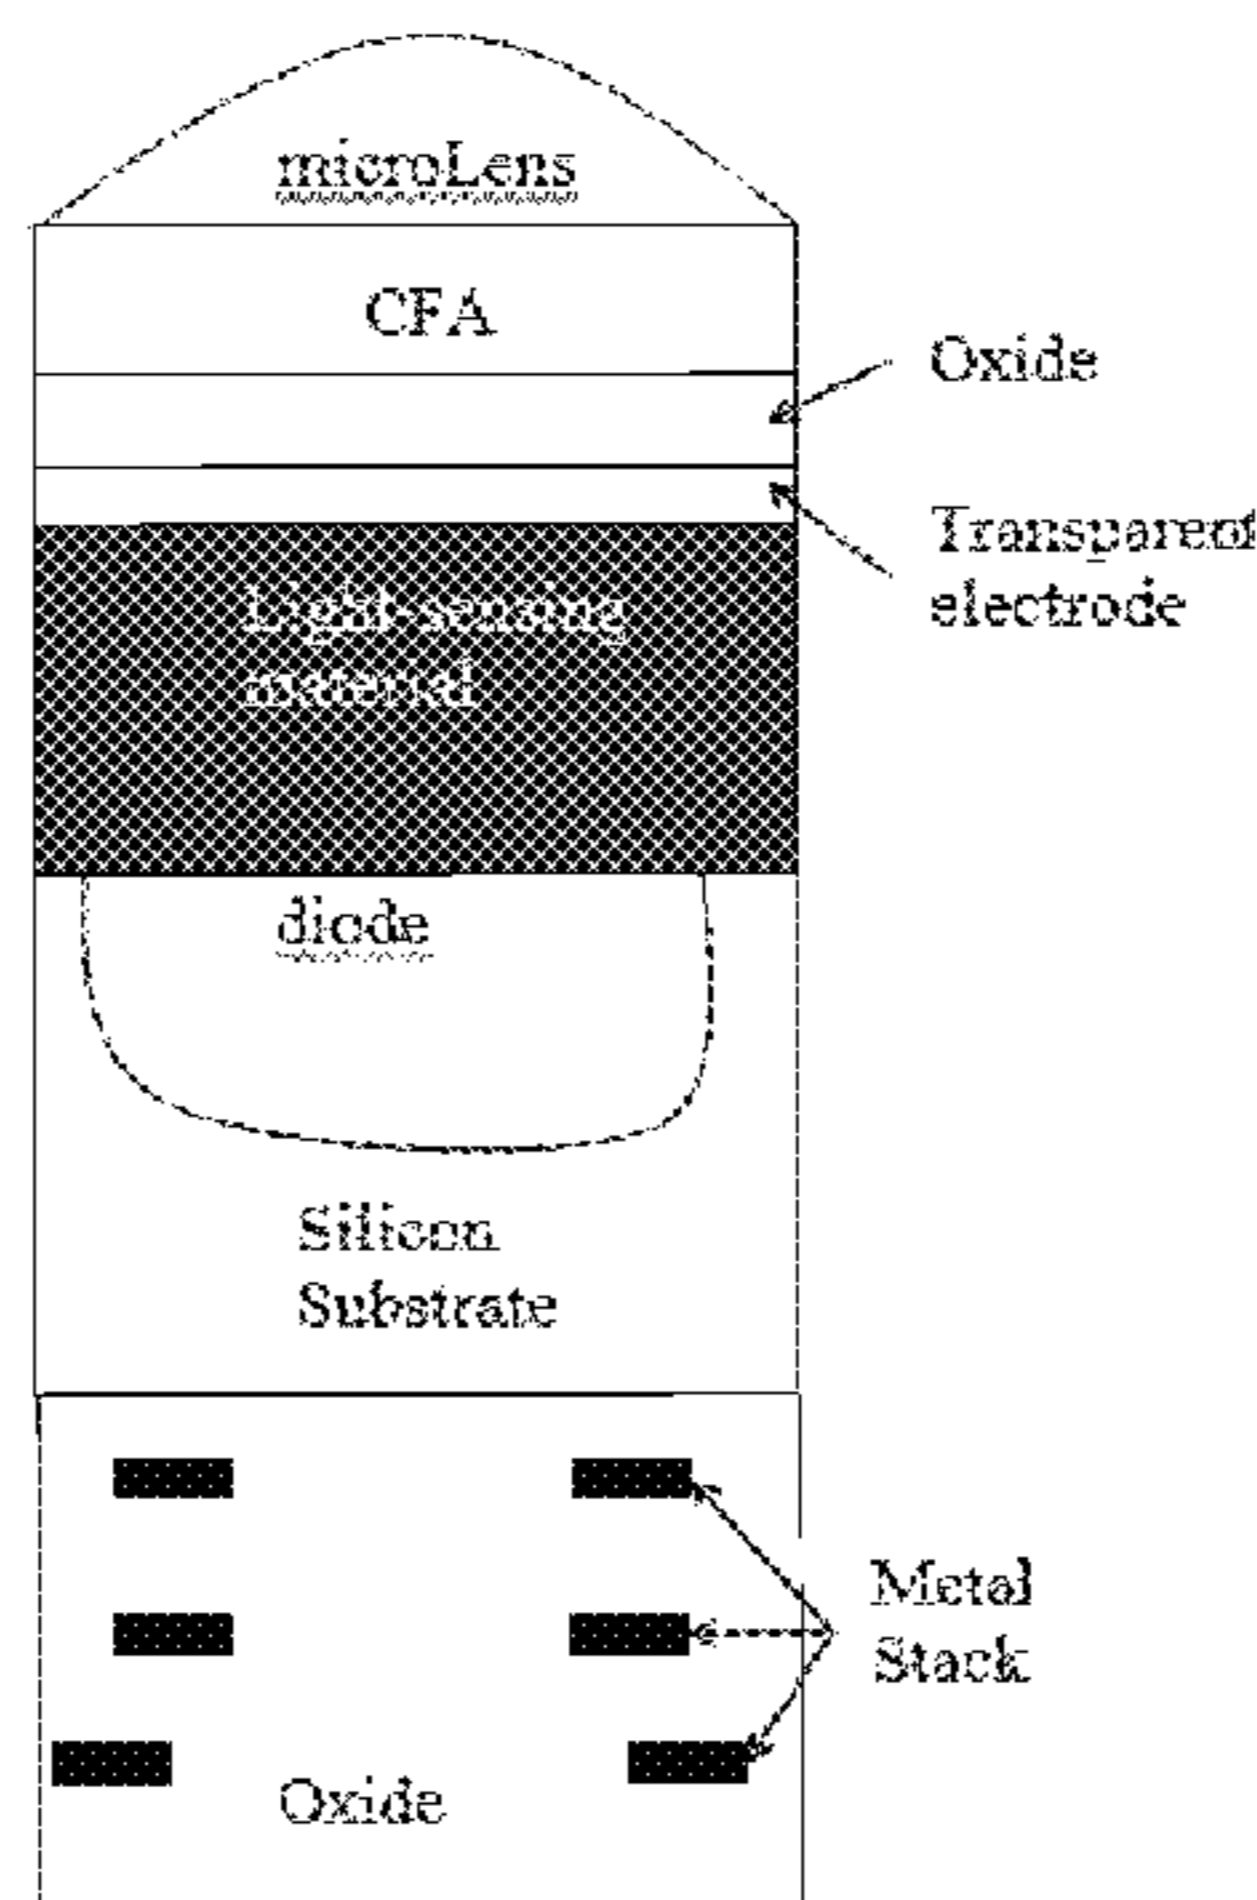 microLens
CFA
Oxide
Transparent
electrode
Light-sensing
material
diode
Silicon
Substrate
Metal
Stack
Oxide